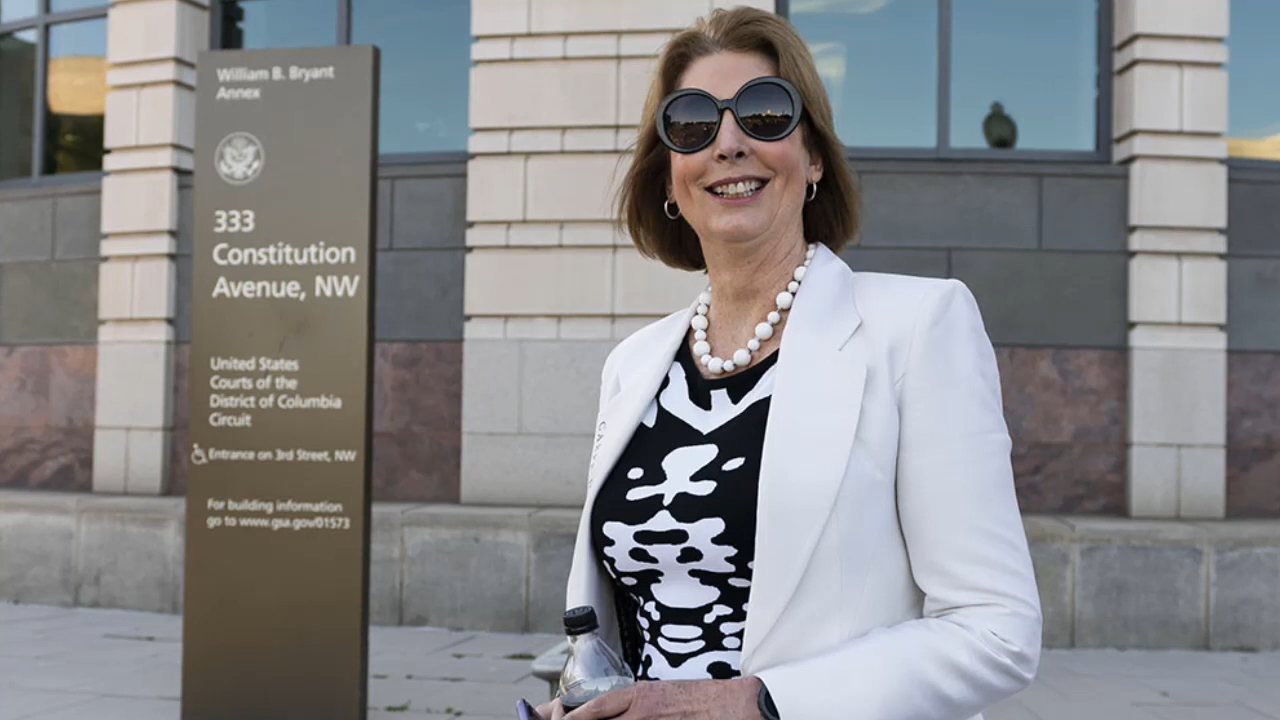 William B. Bryant
Annex
333
Constitution
Avenue, NW
United States
Courts of the
District of Columbia
Circuit
Entrance on 3rd Street, NW
For building information
go to www.gsa.gov/01573